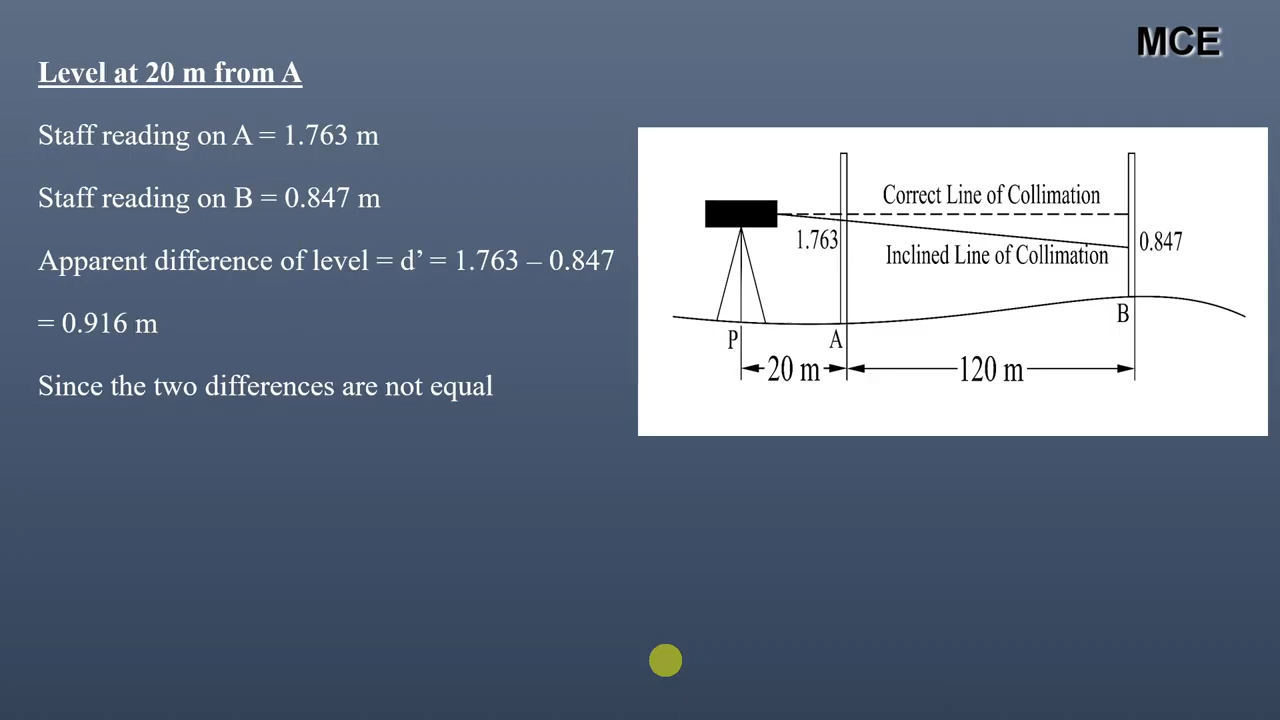 MCE
Level at 20 m from A
Staff reading on A = 1.763 m
Staff reading on B = 0.847 m
Apparent difference of level = d’ = 1.763 – 0.847
= 0.916 m
Since the two differences are not equal
Correct Line of Collimation
1.763
0.847
Inclined Line of Collimation
P
A
B
20 m
120 m